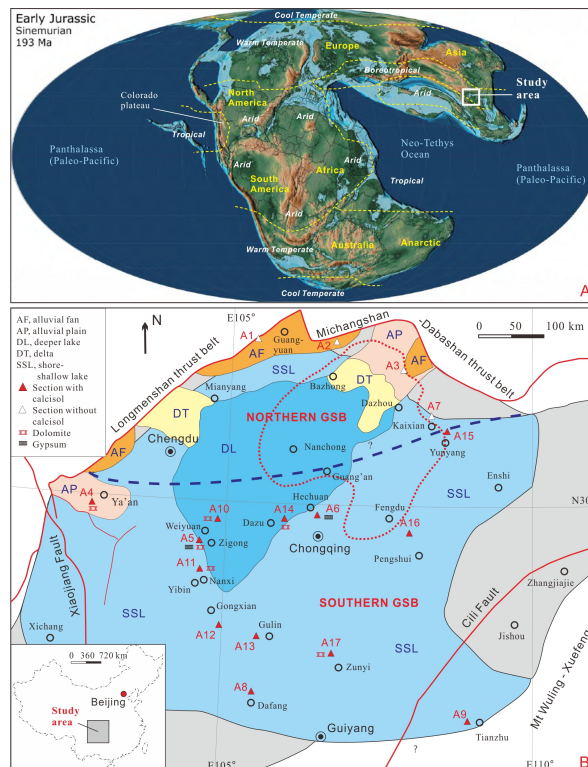 Early Jurassic
Sinemurian
193 Ma
Cool Temperate
Warm Temperate
Europe
Asia
Boreotropical
Study
area
Arid
North
America
Colorado
plateau
Arid
Tropical
Arid
Neo-Tethys
Ocean
Panthalassa
(Paleo-Pacific)
Arid
Africa
South
America
Tropical
Panthalassa
(Paleo-Pacific)
Arid
Warm Temperate
Australia
Anarctic
Cool Temperate
A
AF, alluvial fan
AP, alluvial plain
DL, deeper lake
DT, delta
SSL, shore-
shallow lake
Section with
calcisol
Section without
calcisol
Dolomite
Gypsum
N
E105°
Michangshan
-Dabashan thrust belt
0 50 100 km
Longmenshan thrust belt
A1
AF
Guang-
yuan
A2
AP
AF
A3
SSL
Mianyang
Bazhong
DT
DT
Dazhou
A7
NORTHERN GSB
Kaixian
A15
Chengdu
DL
Nanchong
?
Yunyang
AF
Guang'an
Enshi
AP
A4
Ya'an
Hechuan
SSL
N30°
A10
A14
A6
Fengdu
Weiyuan
Dazu
A16
A5
Zigong
Chongqing
Pengshui
A11
Zhangjiajie
Yibin
Nanxi
Xiaojiang Fault
SOUTHERN GSB
Cili Fault
SSL
Gongxian
Xichang
A12
Gulin
A13
A17
SSL
Jishou
Zunyi
Mt Wuling - Xuefeng
0 360 720 km
Beijing
Study
area
A8
Dafang
A9
Tianzhu
Guiyang
?
E105°
E110°
B